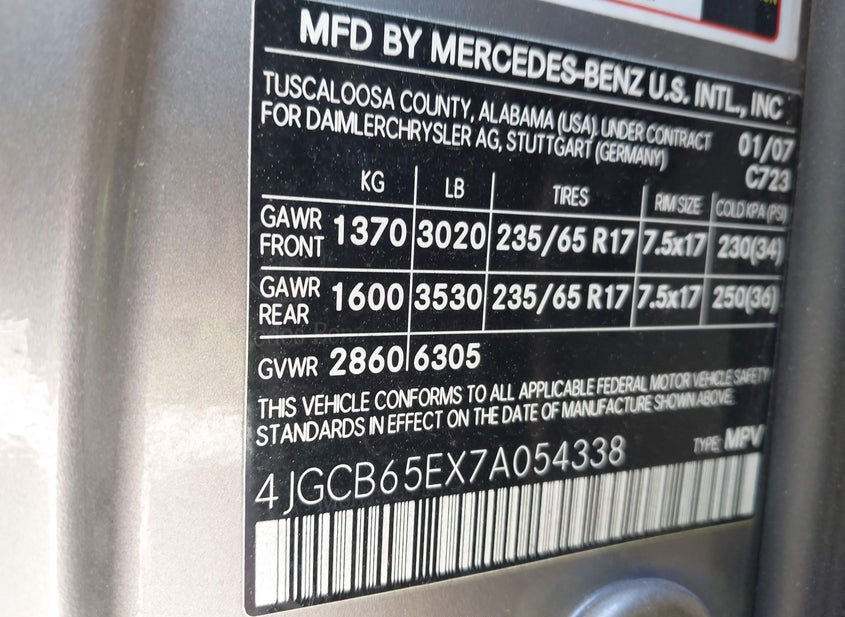 MFD BY MERCEDES-BENZ U.S. INTL., INC
TUSCALOOSA COUNTY, ALABAMA (USA) UNDER CONTRACT
FOR DAIMLERCHRYSLER AG, STUTTGART (GERMANY)
01/07
C723
KG LB TIRES RIM SIZE COLD KPA (PSI)
GAWR FRONT 1370 3020 235/65 R17 7.5x17 230(34)
GAWR REAR 1600 3530 235/65 R17 7.5x17 250(36)
GVWR 2860 6305
THIS VEHICLE CONFORMS TO ALL APPLICABLE FEDERAL MOTOR VEHICLE SAFETY
STANDARDS IN EFFECT ON THE DATE OF MANUFACTURE SHOWN ABOVE.
4JGCB65EX7A054338 TYPE: MPV